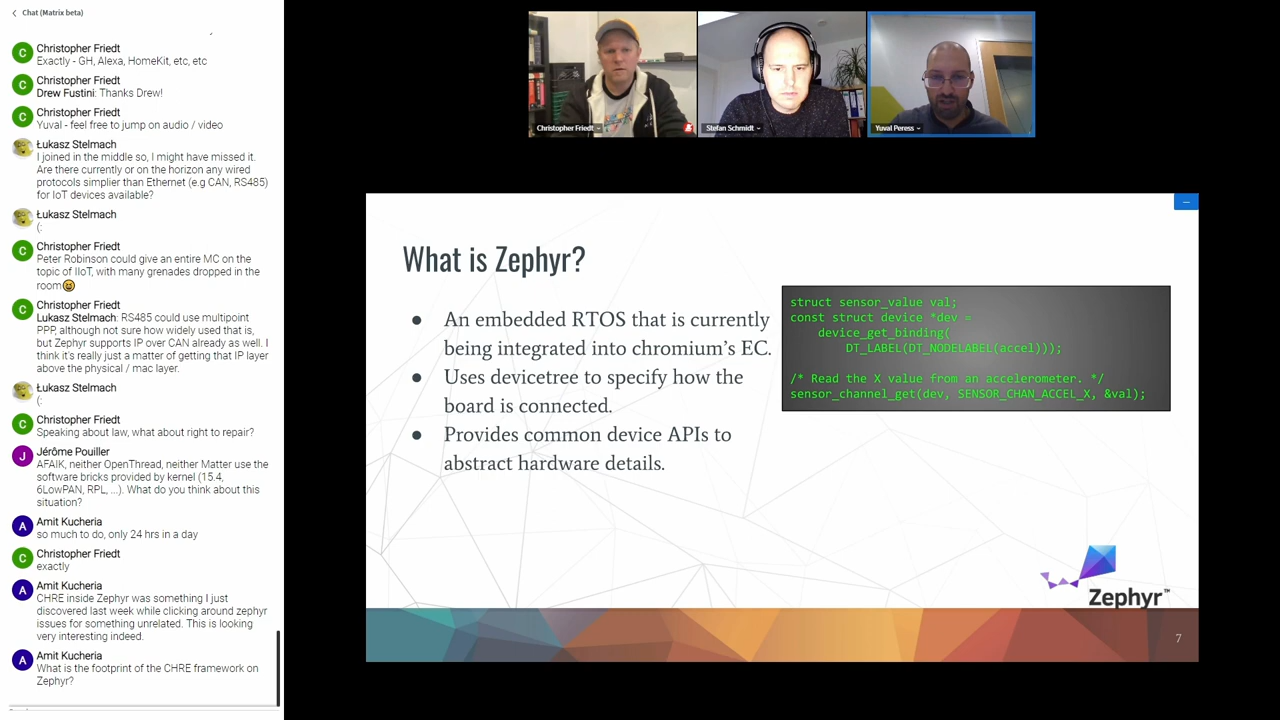 Chat (Matrix beta)
Christopher Friedt
Exactly - GH, Alexa, HomeKit, etc, etc
Christopher Friedt
Drew Fustini: Thanks Drew!
Christopher Friedt
Yuval - feel free to jump on audio / video
Łukasz Stelmach
I joined in the middle so, I might have missed it.
Are there currently or on the horizon any wired
protocols simplier than Ethernet (e.g CAN, RS485)
for IoT devices available?
Łukasz Stelmach
(:
Christopher Friedt
Peter Robinson could give an entire MC on the
topic of IIoT, with many grenades dropped in the
room
Christopher Friedt
Lukasz Stelmach: RS485 could use multipoint
PPP, although not sure how widely used that is,
but Zephyr supports IP over CAN already as well. I
think it's really just a matter of getting that IP layer
above the physical / mac layer.
Łukasz Stelmach
(:
Christopher Friedt
Speaking about law, what about right to repair?
Jérôme Pouiller
AFAIK, neither OpenThread, neither Matter use the
software bricks provided by kernel (15.4,
6LowPAN, RPL, ...). What do you think about this
situation?
Amit Kucheria
so much to do, only 24 hrs in a day
Christopher Friedt
exactly
Amit Kucheria
CHRE inside Zephyr was something I just
discovered last week while clicking around zephyr
issues for something unrelated. This is looking
very interesting indeed.
Amit Kucheria
What is the footprint of the CHRE framework on
Zephyr?
Christopher Friedt
Stefan Schmidt
Yuval Peress
What is Zephyr?
● An embedded RTOS that is currently
being integrated into chromium's EC.
● Uses devicetree to specify how the
board is connected.
● Provides common device APIs to
abstract hardware details.
struct sensor_value val;
const struct device *dev =
device_get_binding(
DT_LABEL(DT_NODELABEL(accel)));
/* Read the X value from an accelerometer. */
sensor_channel_get(dev, SENSOR_CHAN_ACCEL_X, &val);
Zephyr™
7